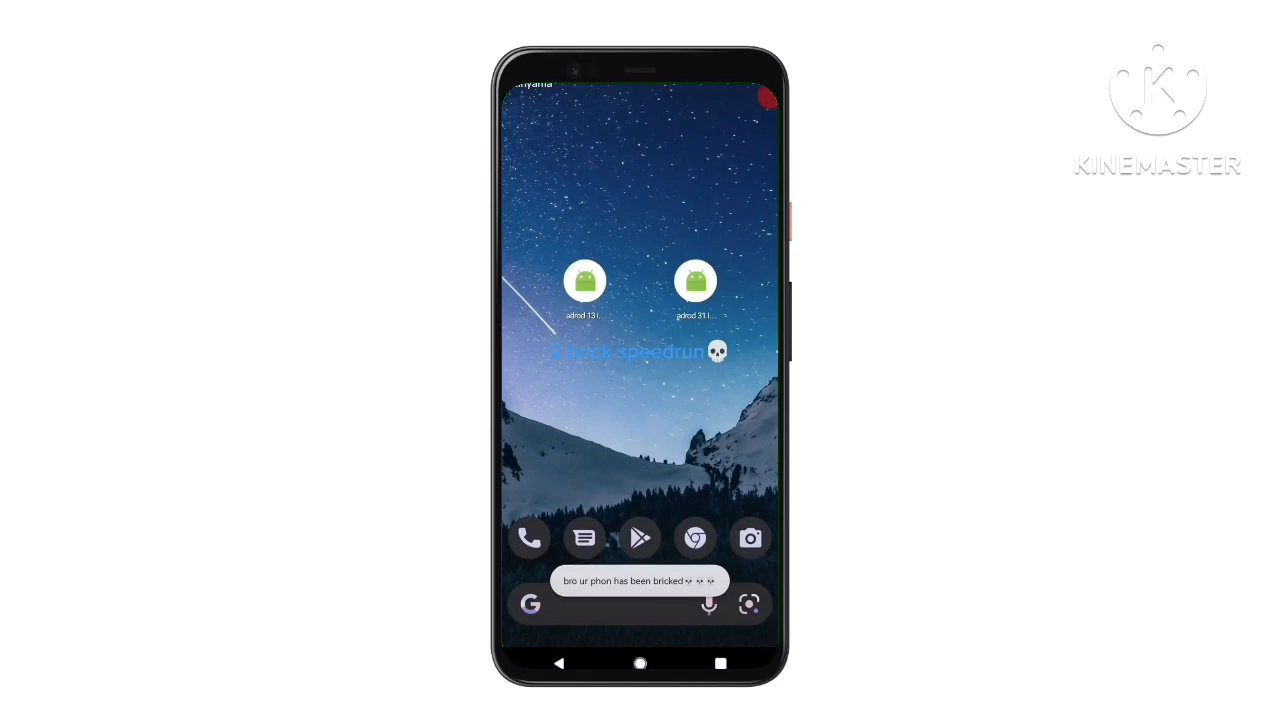 KINEMASTER
adrod 13 i...
adrod 31 i...
2 brick speedrun💀
bro ur phon has been bricked💀💀💀